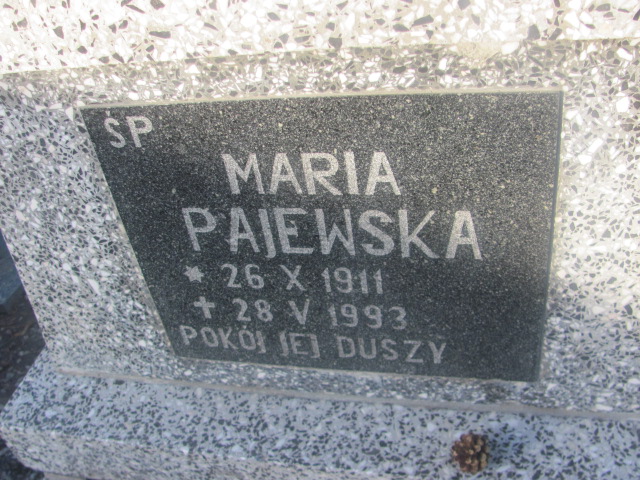 ŚP
MARIA
PAJEWSKA
* 26 X 1911
+ 28 V 1993
POKÓJ JEJ DUSZY